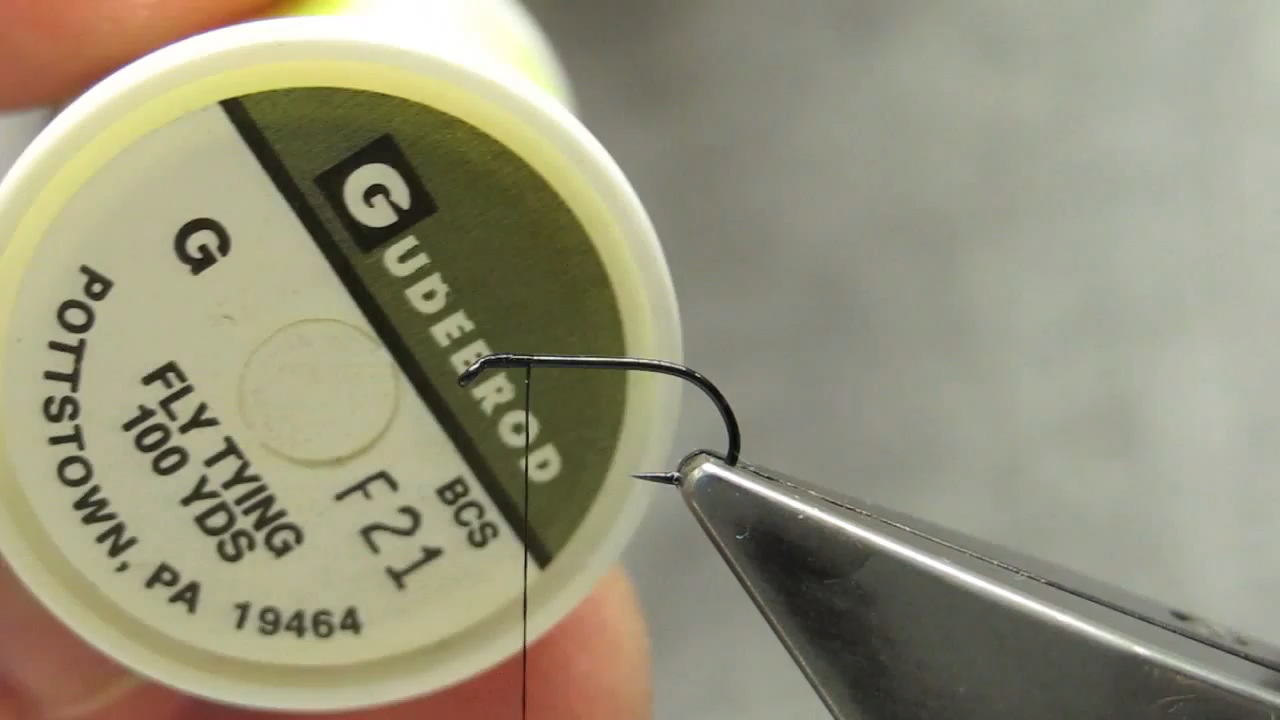 GUDEBROD
G
BCS
F21
FLY TYING
100 YDS
POTTSTOWN, PA 19464